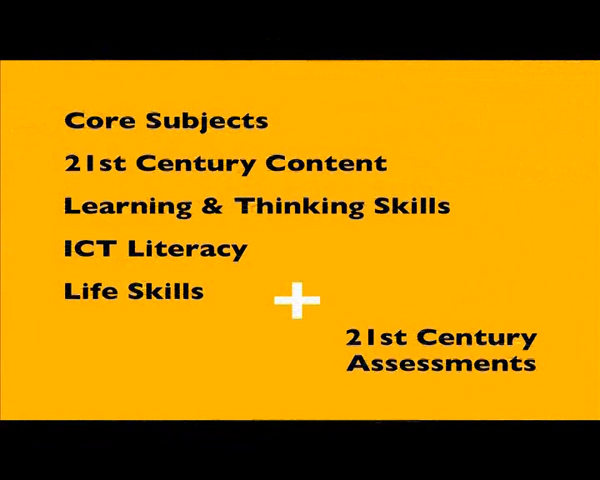 Core Subjects
21st Century Content
Learning & Thinking Skills
ICT Literacy
Life Skills
+
21st Century
Assessments